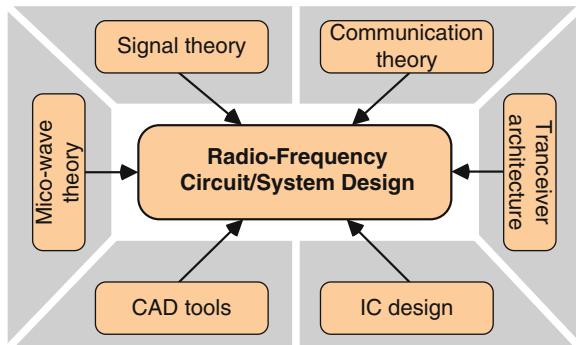 Signal theory
Communication
theory
Mico-wave
theory
Radio-Frequency
Circuit/System Design
Tranceiver
architecture
CAD tools
IC design